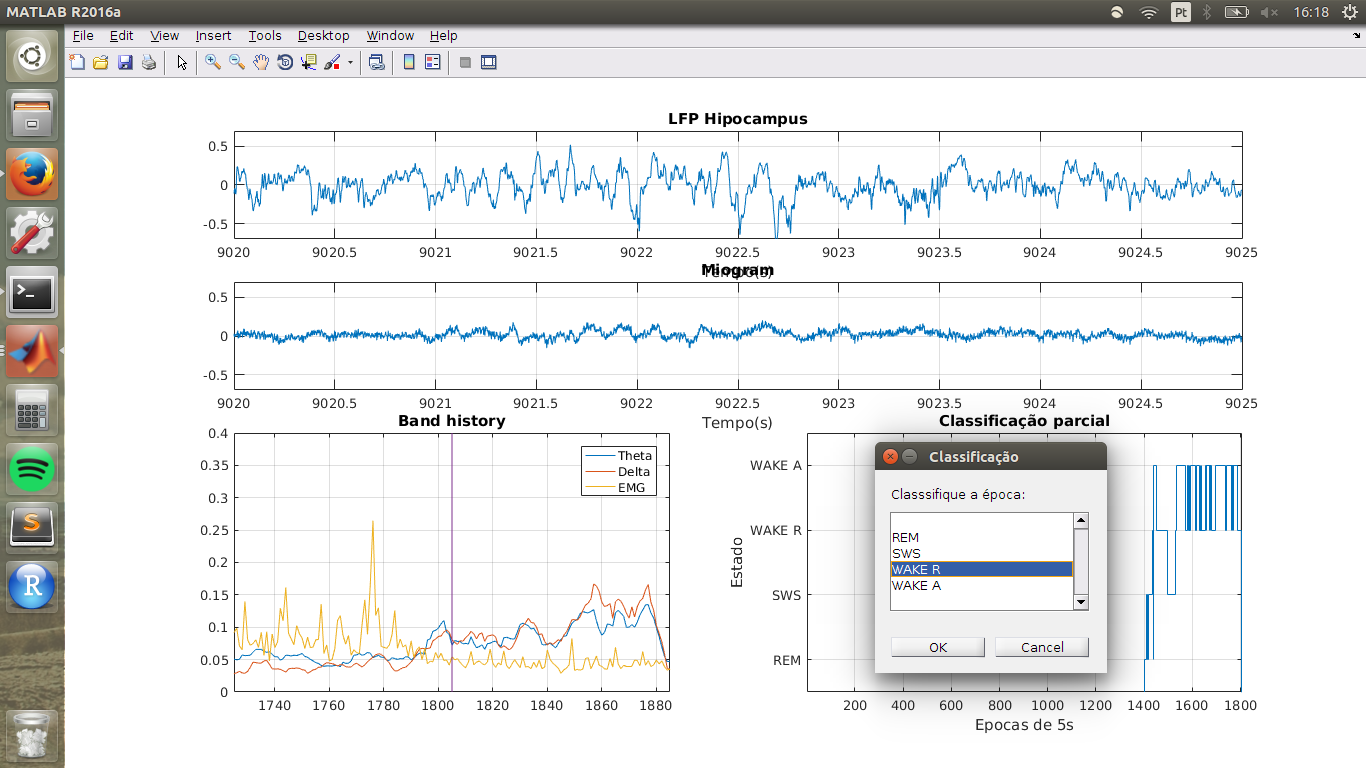 MATLAB R2016a
Pt
16:18
File Edit View Insert Tools Desktop Window Help
LFP Hipocampus
0.5
0
-0.5
9020 9020.5 9021 9021.5 9022 9022.5 9023 9023.5 9024 9024.5 9025
Tempo(s)
Miogram
0.5
0
-0.5
9020 9020.5 9021 9021.5 9022 9022.5 9023 9023.5 9024 9024.5 9025
Tempo(s)
Band history
0.4
0.35
0.3
0.25
0.2
0.15
0.1
0.05
0
1740 1760 1780 1800 1820 1840 1860 1880
Theta
Delta
EMG
Classificação parcial
WAKE A
WAKE R
SWS
REM
Estado
200 400 600 800 1000 1200 1400 1600 1800
Epocas de 5s
Classificação
Classsifique a época:
REM
SWS
WAKE R
WAKE A
OK Cancel
>_
S
R